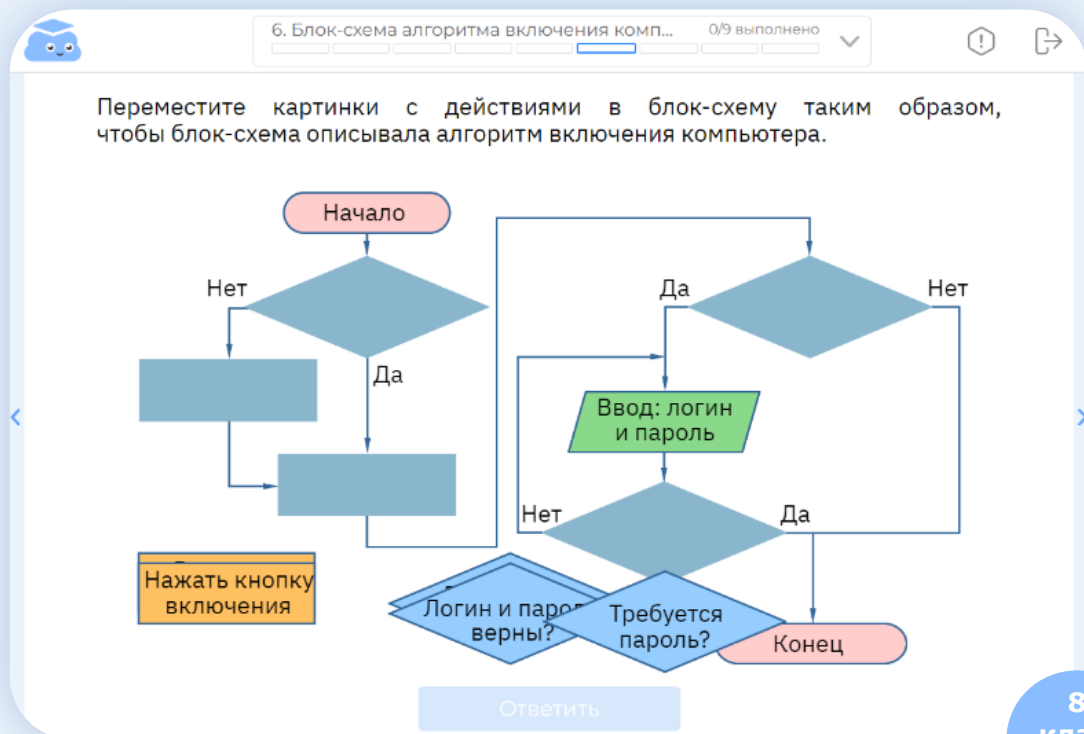 6. Блок-схема алгоритма включения комп...
0/9 выполнено
Переместите картинки с действиями в блок-схему таким образом,
чтобы блок-схема описывала алгоритм включения компьютера.
Начало
Нет
Да
Да
Нет
Ввод: логин
и пароль
Нет
Да
Нажать кнопку
включения
Логин и
верны?
Требуется
пароль?
Конец
Ответить
8